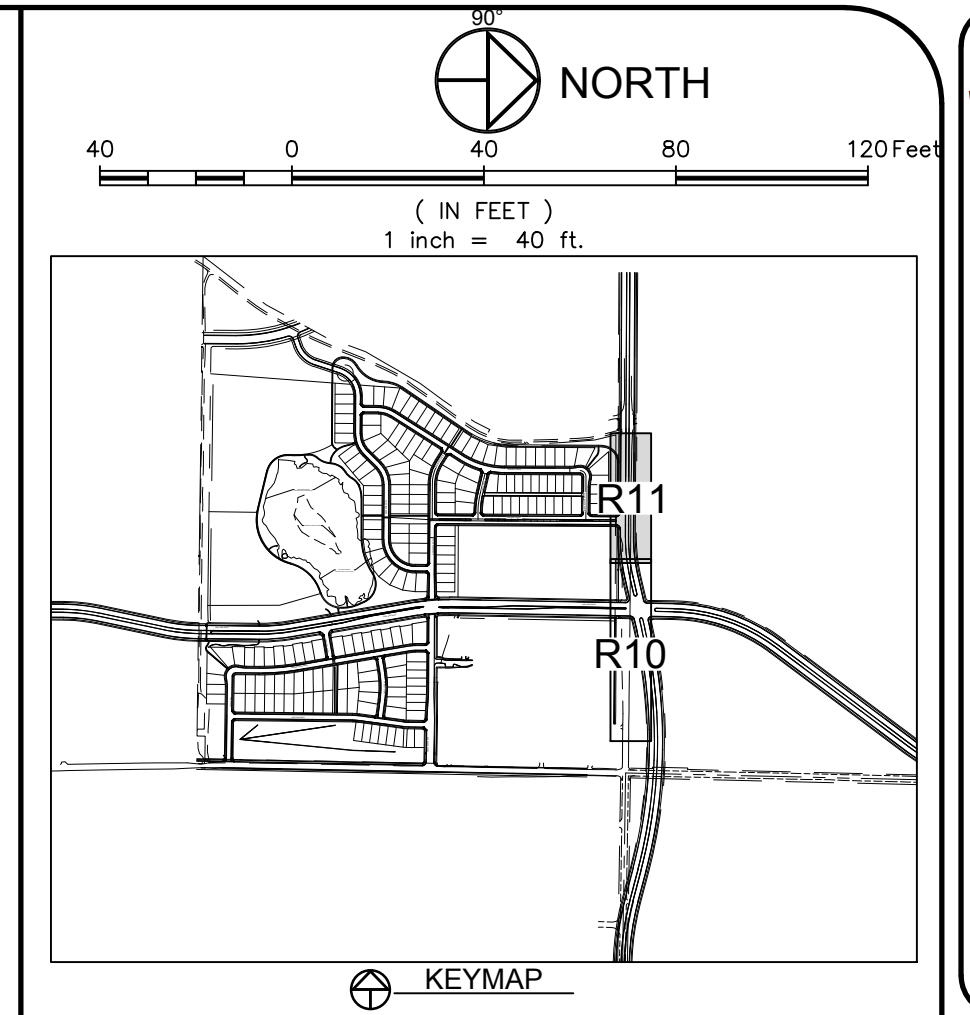 90°
NORTH
40 0 40 80 120 Feet
( IN FEET )
1 inch = 40 ft.
R11
R10
KEYMAP